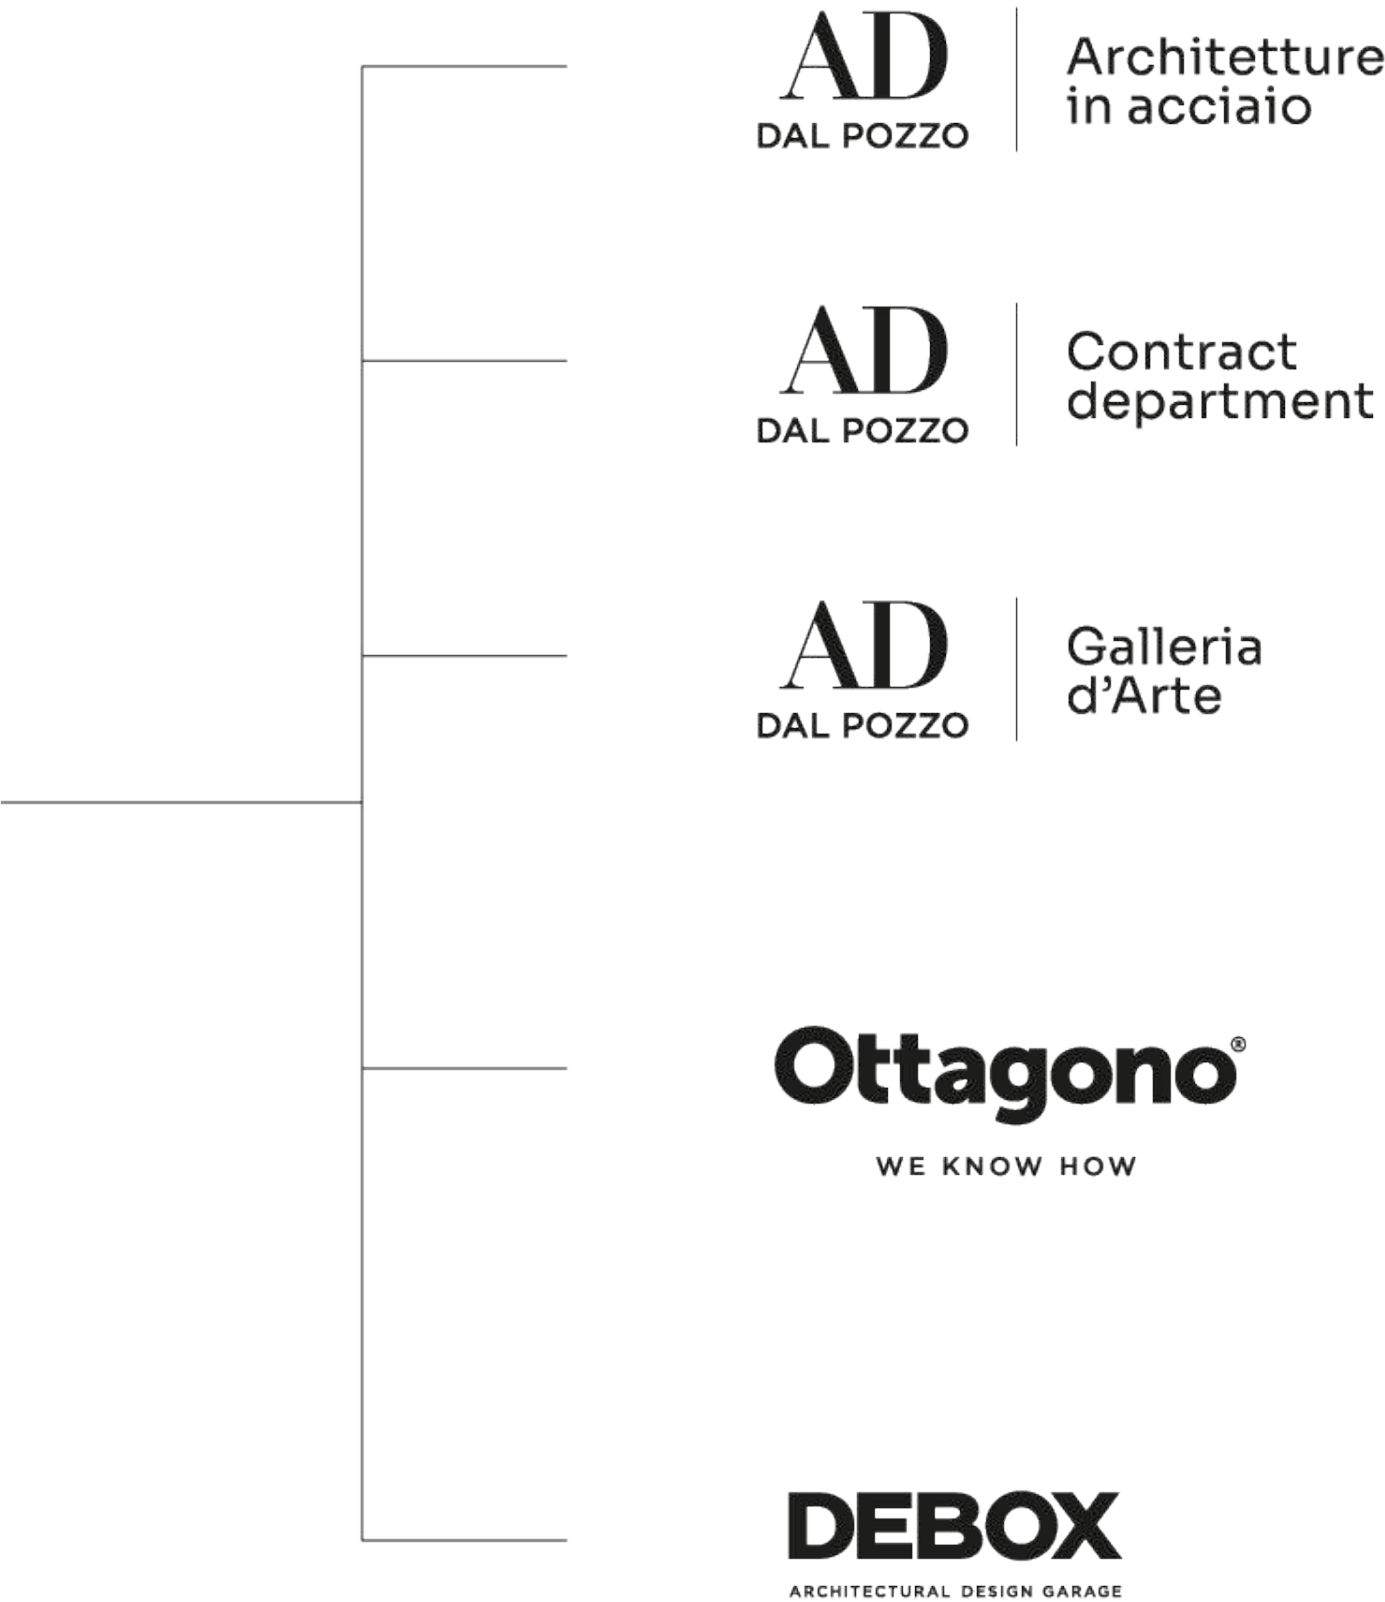 AD
DAL POZZO
Architetture
in acciaio
AD
DAL POZZO
Contract
department
AD
DAL POZZO
Galleria
d’Arte
Ottagono®
WE KNOW HOW
DEBOX
ARCHITECTURAL DESIGN GARAGE